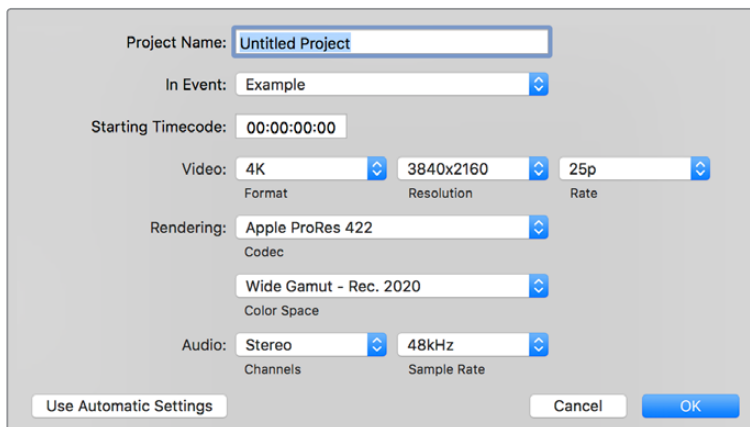 Project Name: Untitled Project
In Event: Example
Starting Timecode: 00:00:00:00
Video: 4K 3840x2160 25p
Format Resolution Rate
Rendering: Apple ProRes 422
Codec
Wide Gamut - Rec. 2020
Color Space
Audio: Stereo 48kHz
Channels Sample Rate
Use Automatic Settings Cancel OK